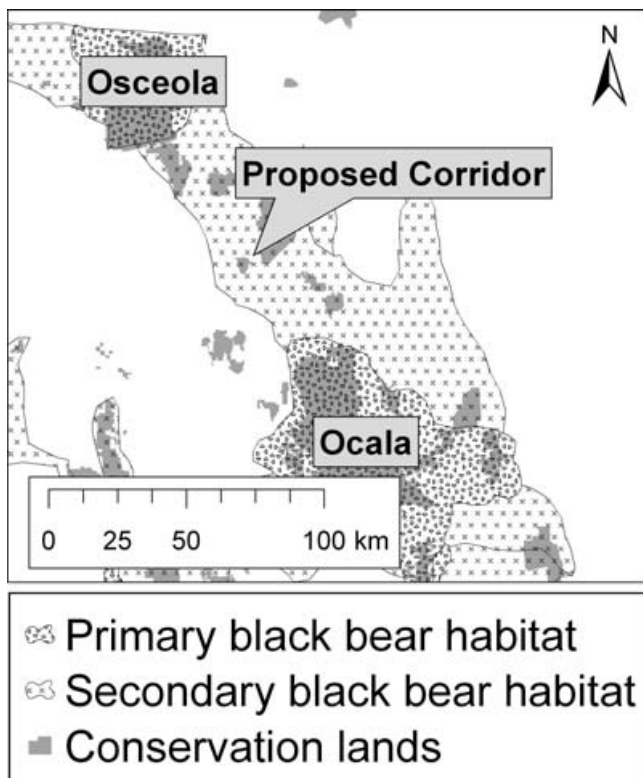 N
Osceola
Proposed Corridor
Ocala
0 25 50 100 km
Primary black bear habitat
Secondary black bear habitat
Conservation lands